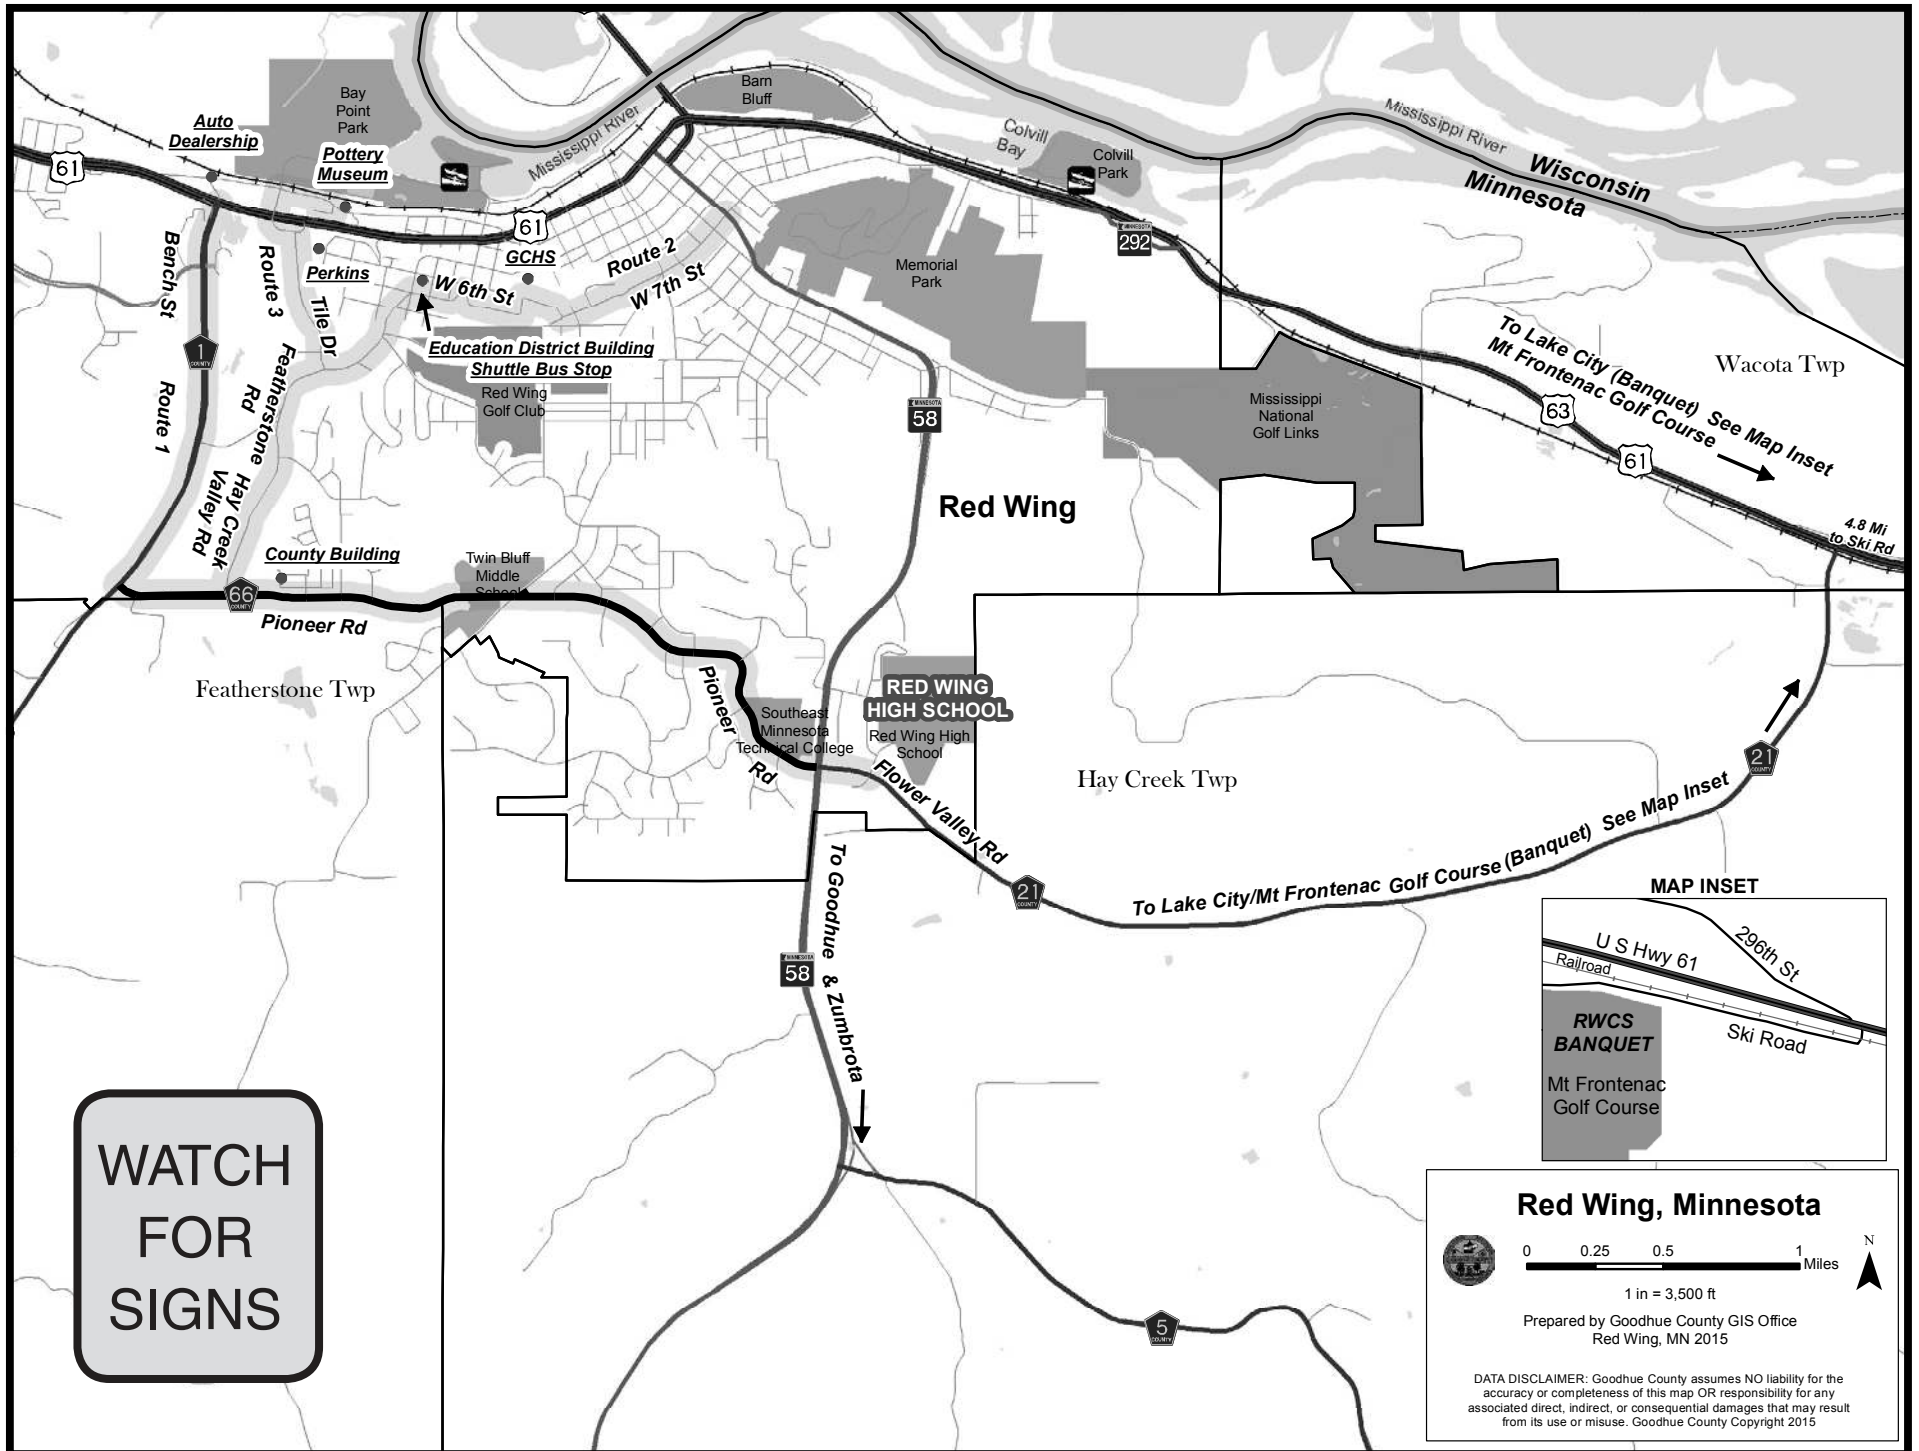 Bay
Point
Park
Auto
Dealership
Pottery
Museum
Mississippi River
Barn
Bluff
Colvill
Bay
Colvill
Park
Mississippi River
Wisconsin
Minnesota
61
61
MINNESOTA
292
Bench St
Route 3
Perkins
GCHS
Route 2
W 6th St
W 7th St
Tile Dr
Memorial
Park
1
COUNTY
Route 1
Featherstone
Rd
Education District Building
Shuttle Bus Stop
Red Wing
Golf Club
MINNESOTA
58
Mississippi
National
Golf Links
To Lake City (Banquet) See Map Inset
Mt Frontenac Golf Course
Wacota Twp
63
61
4.8 Mi
to Ski Rd
Red Wing
Hay Creek
Valley Rd
County Building
Twin Bluff
Middle
School
66
COUNTY
Pioneer Rd
Featherstone Twp
Pioneer
Rd
Southeast
Minnesota
Technical College
RED WING
HIGH SCHOOL
Red Wing High
School
Flower Valley Rd
Hay Creek Twp
21
COUNTY
21
COUNTY
To Lake City/Mt Frontenac Golf Course (Banquet) See Map Inset
To Goodhue & Zumbrota
MINNESOTA
58
MAP INSET
U S Hwy 61
296th St
Railroad
Ski Road
RWCS
BANQUET
Mt Frontenac
Golf Course
WATCH
FOR
SIGNS
5
COUNTY
Red Wing, Minnesota
0 0.25 0.5 1
Miles
N
1 in = 3,500 ft
Prepared by Goodhue County GIS Office
Red Wing, MN 2015
DATA DISCLAIMER: Goodhue County assumes NO liability for the
accuracy or completeness of this map OR responsibility for any
associated direct, indirect, or consequential damages that may result
from its use or misuse. Goodhue County Copyright 2015